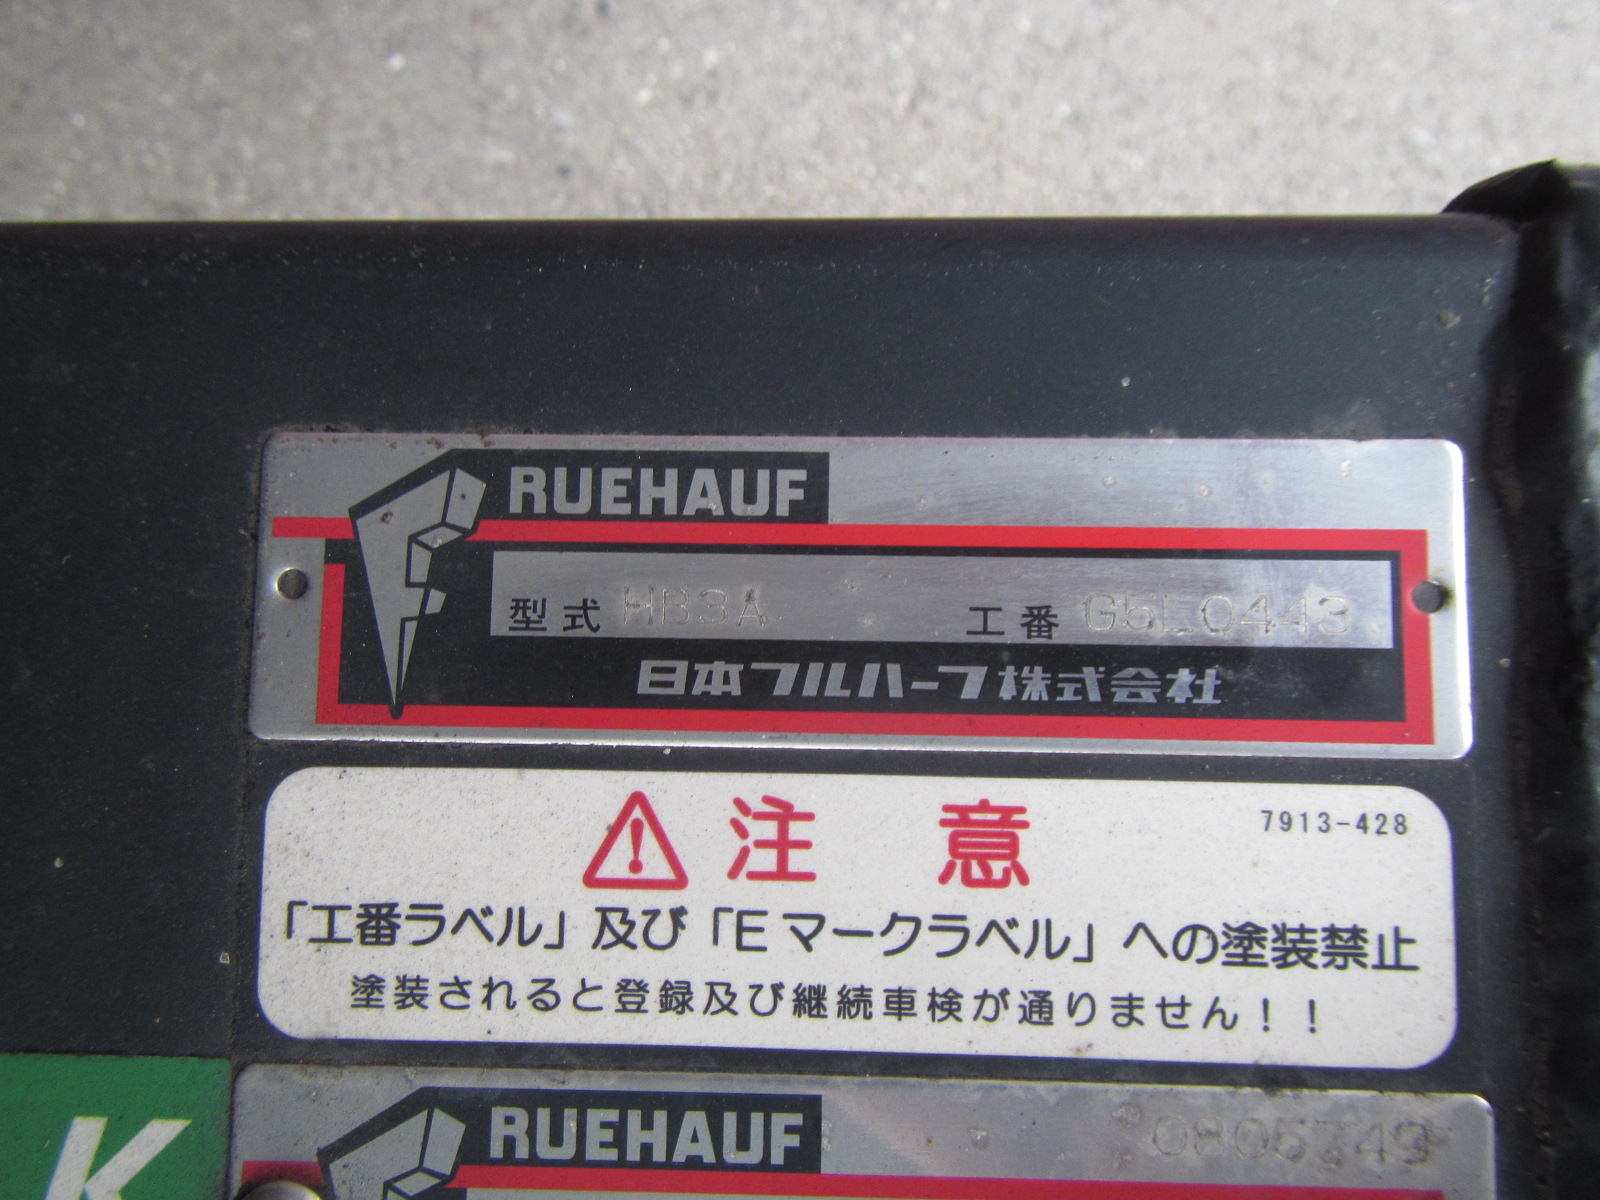 FRUEHAUF
型式 HB3A 工番 G5L0443
日本フルハーフ株式会社
注意 7913-428
「工番ラベル」及び「Eマークラベル」への塗装禁止
塗装されると登録及び継続車検が通りません!!
FRUEHAUF 0805749
K